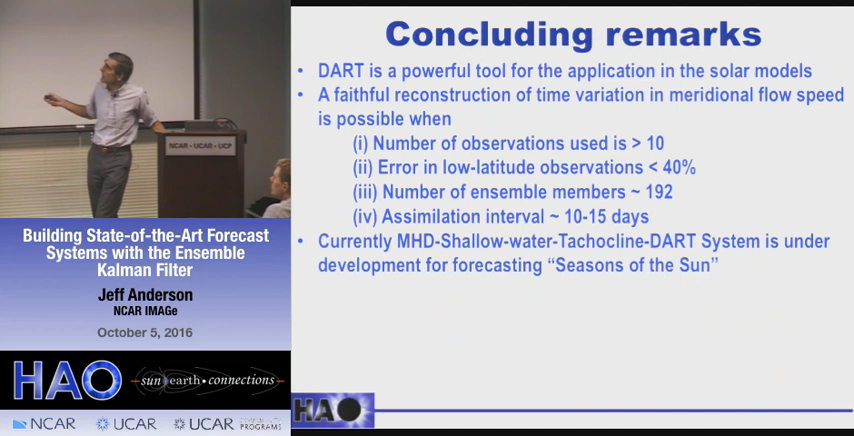 NCAR • UCAR • UCP
Building State-of-the-Art Forecast
Systems with the Ensemble
Kalman Filter
Jeff Anderson
NCAR IMAGe
October 5, 2016
HAO
sun earth • connections
NCAR
UCAR
UCAR
PROGRAMS
Concluding remarks
• DART is a powerful tool for the application in the solar models
• A faithful reconstruction of time variation in meridional flow speed
is possible when
(i) Number of observations used is > 10
(ii) Error in low-latitude observations < 40%
(iii) Number of ensemble members ~ 192
(iv) Assimilation interval ~ 10-15 days
• Currently MHD-Shallow-water-Tachocline-DART System is under
development for forecasting “Seasons of the Sun”
HAO